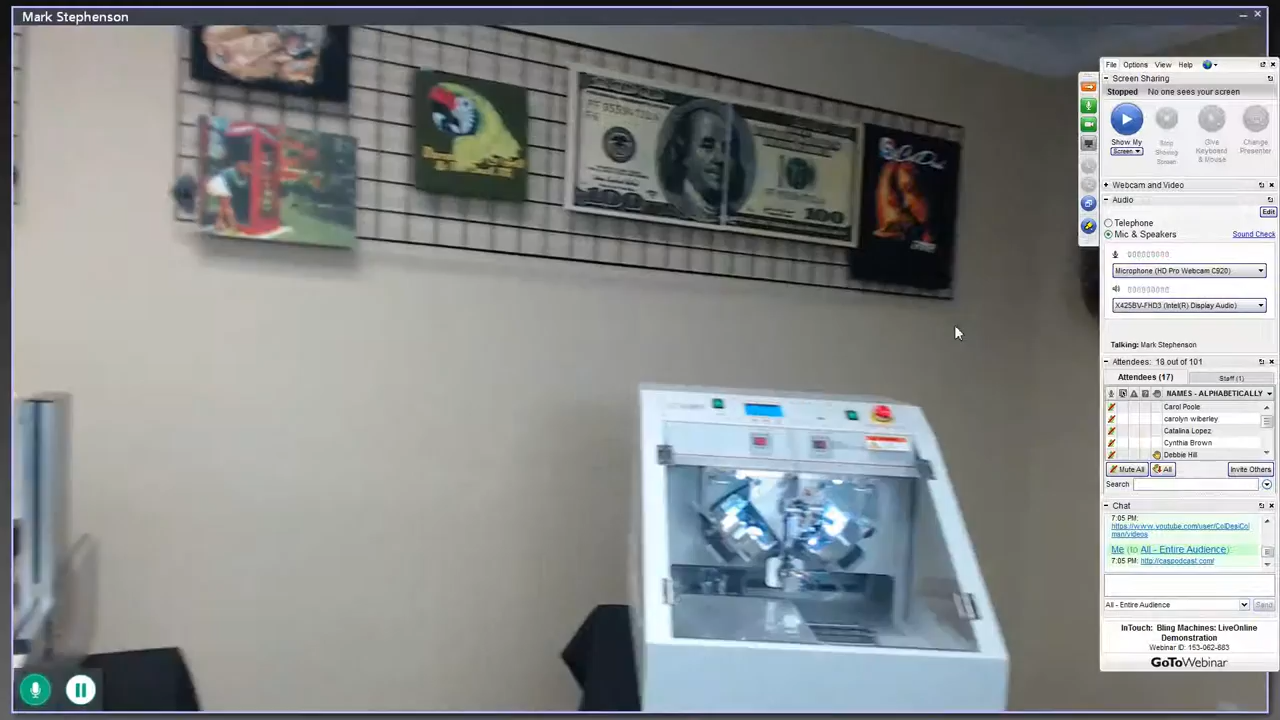 Mark Stephenson
100
100
File Options View Help
Screen Sharing
Stopped No one sees your screen
Show My
Screen
Stop
Sharing
Screen
Give
Keyboard
& Mouse
Change
Presenter
Webcam and Video
Audio
Edit
Telephone
Mic & Speakers
Sound Check
Microphone (HD Pro Webcam C920)
X425BV-FHD3 (Intel(R) Display Audio)
Talking: Mark Stephenson
Attendees: 16 out of 101
Attendees (17)
Staff (1)
NAMES - ALPHABETICALLY
Carol Poole
carolyn wiberley
Catalina Lopez
Cynthia Brown
Debbie Hill
Mute All
All
Invite Others
Search
Chat
7:05 PM:
https://www.youtube.com/user/ColDesiCol
man/videos
Me (to All - Entire Audience):
7:05 PM: http://caspodcast.com/
All - Entire Audience
Send
InTouch: Bling Machines: LiveOnline
Demonstration
Webinar ID: 153-062-883
GoToWebinar